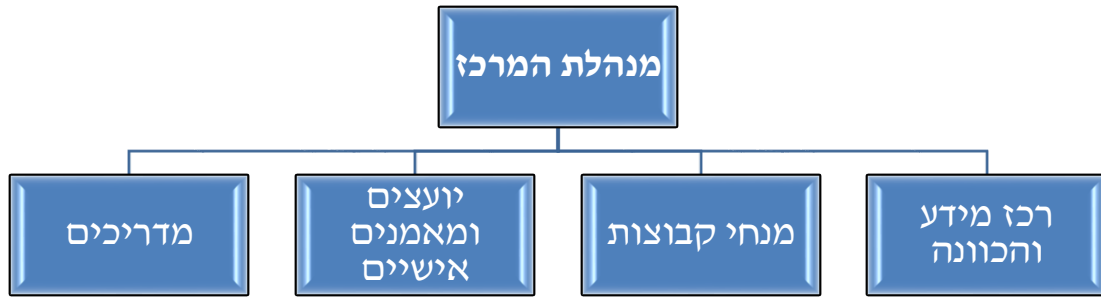 מנהלת המרכז
רכז מידע
והכוונה
מנחי קבוצות
יועצים
ומאמנים
אישיים
מדריכים